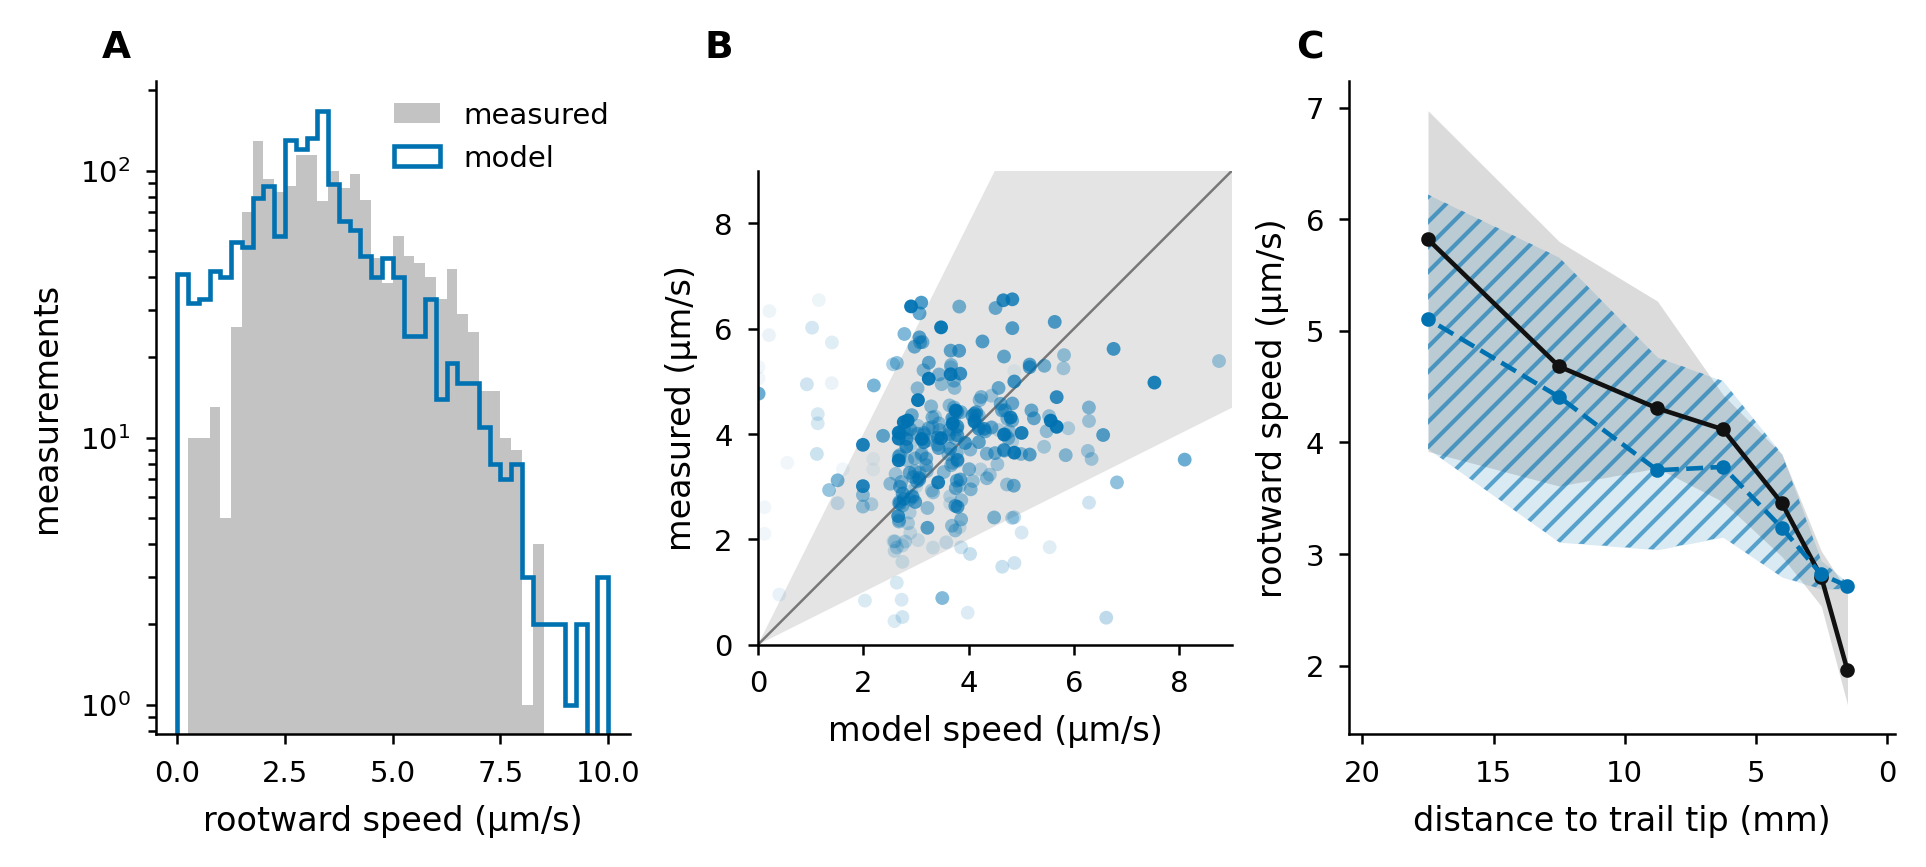 A
measured
model
10²
10¹
10⁰
measurements
0.0 2.5 5.0 7.5 10.0
rootward speed (µm/s)
B
8
6
4
2
0
measured (µm/s)
0 2 4 6 8
model speed (µm/s)
C
7
6
5
4
3
2
rootward speed (µm/s)
20 15 10 5 0
distance to trail tip (mm)